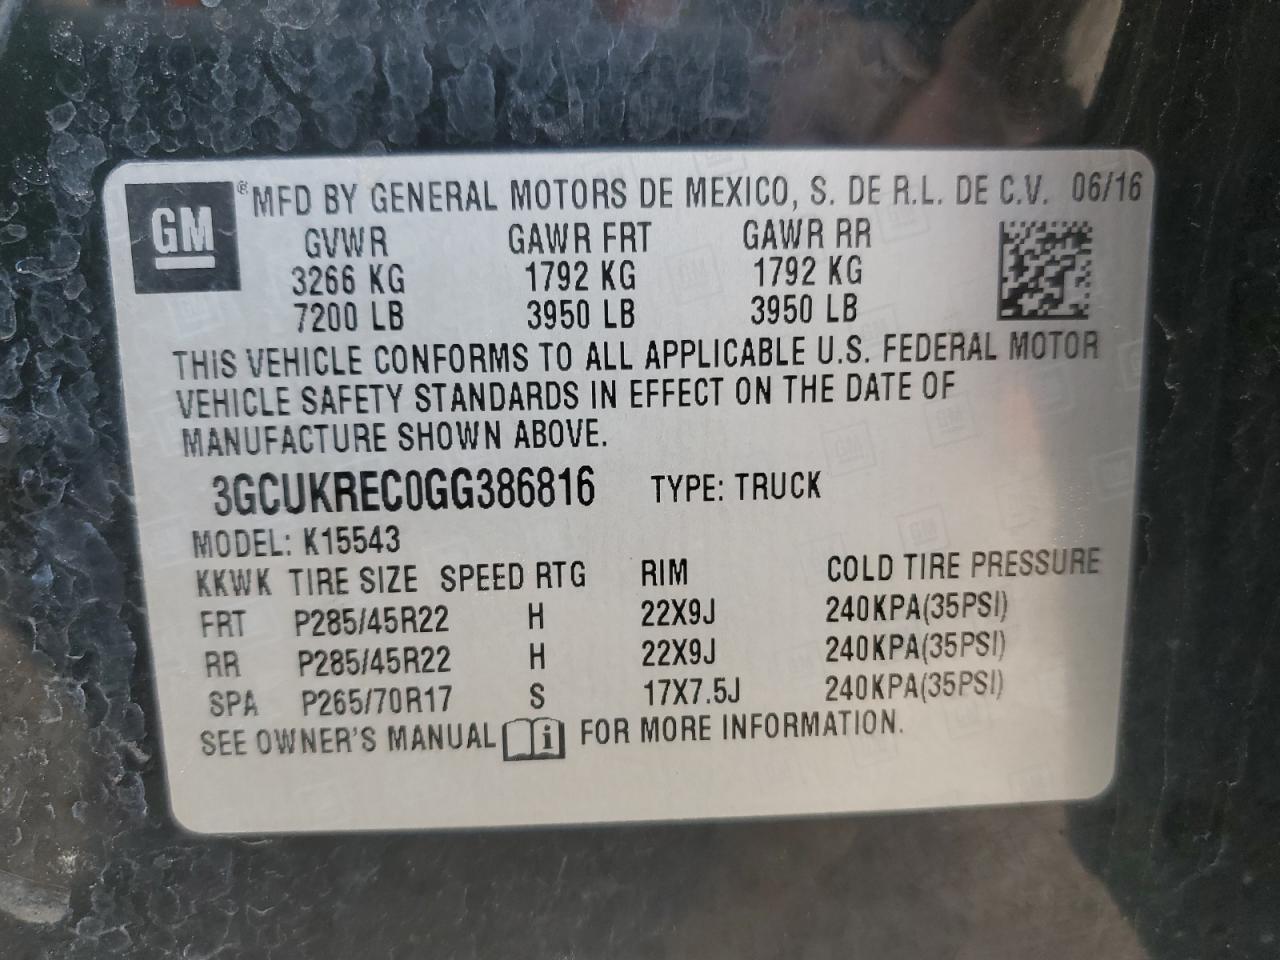 GM ® MFD BY GENERAL MOTORS DE MEXICO, S. DE R.L. DE C.V. 06/16
GVWR GAWR FRT GAWR RR
3266 KG 1792 KG 1792 KG
7200 LB 3950 LB 3950 LB
THIS VEHICLE CONFORMS TO ALL APPLICABLE U.S. FEDERAL MOTOR
VEHICLE SAFETY STANDARDS IN EFFECT ON THE DATE OF
MANUFACTURE SHOWN ABOVE.
3GCUKREC0GG386816 TYPE: TRUCK
MODEL: K15543
KKWK TIRE SIZE SPEED RTG RIM COLD TIRE PRESSURE
FRT P285/45R22 H 22X9J 240KPA(35PSI)
RR P285/45R22 H 22X9J 240KPA(35PSI)
SPA P265/70R17 S 17X7.5J 240KPA(35PSI)
SEE OWNER'S MANUAL i FOR MORE INFORMATION.